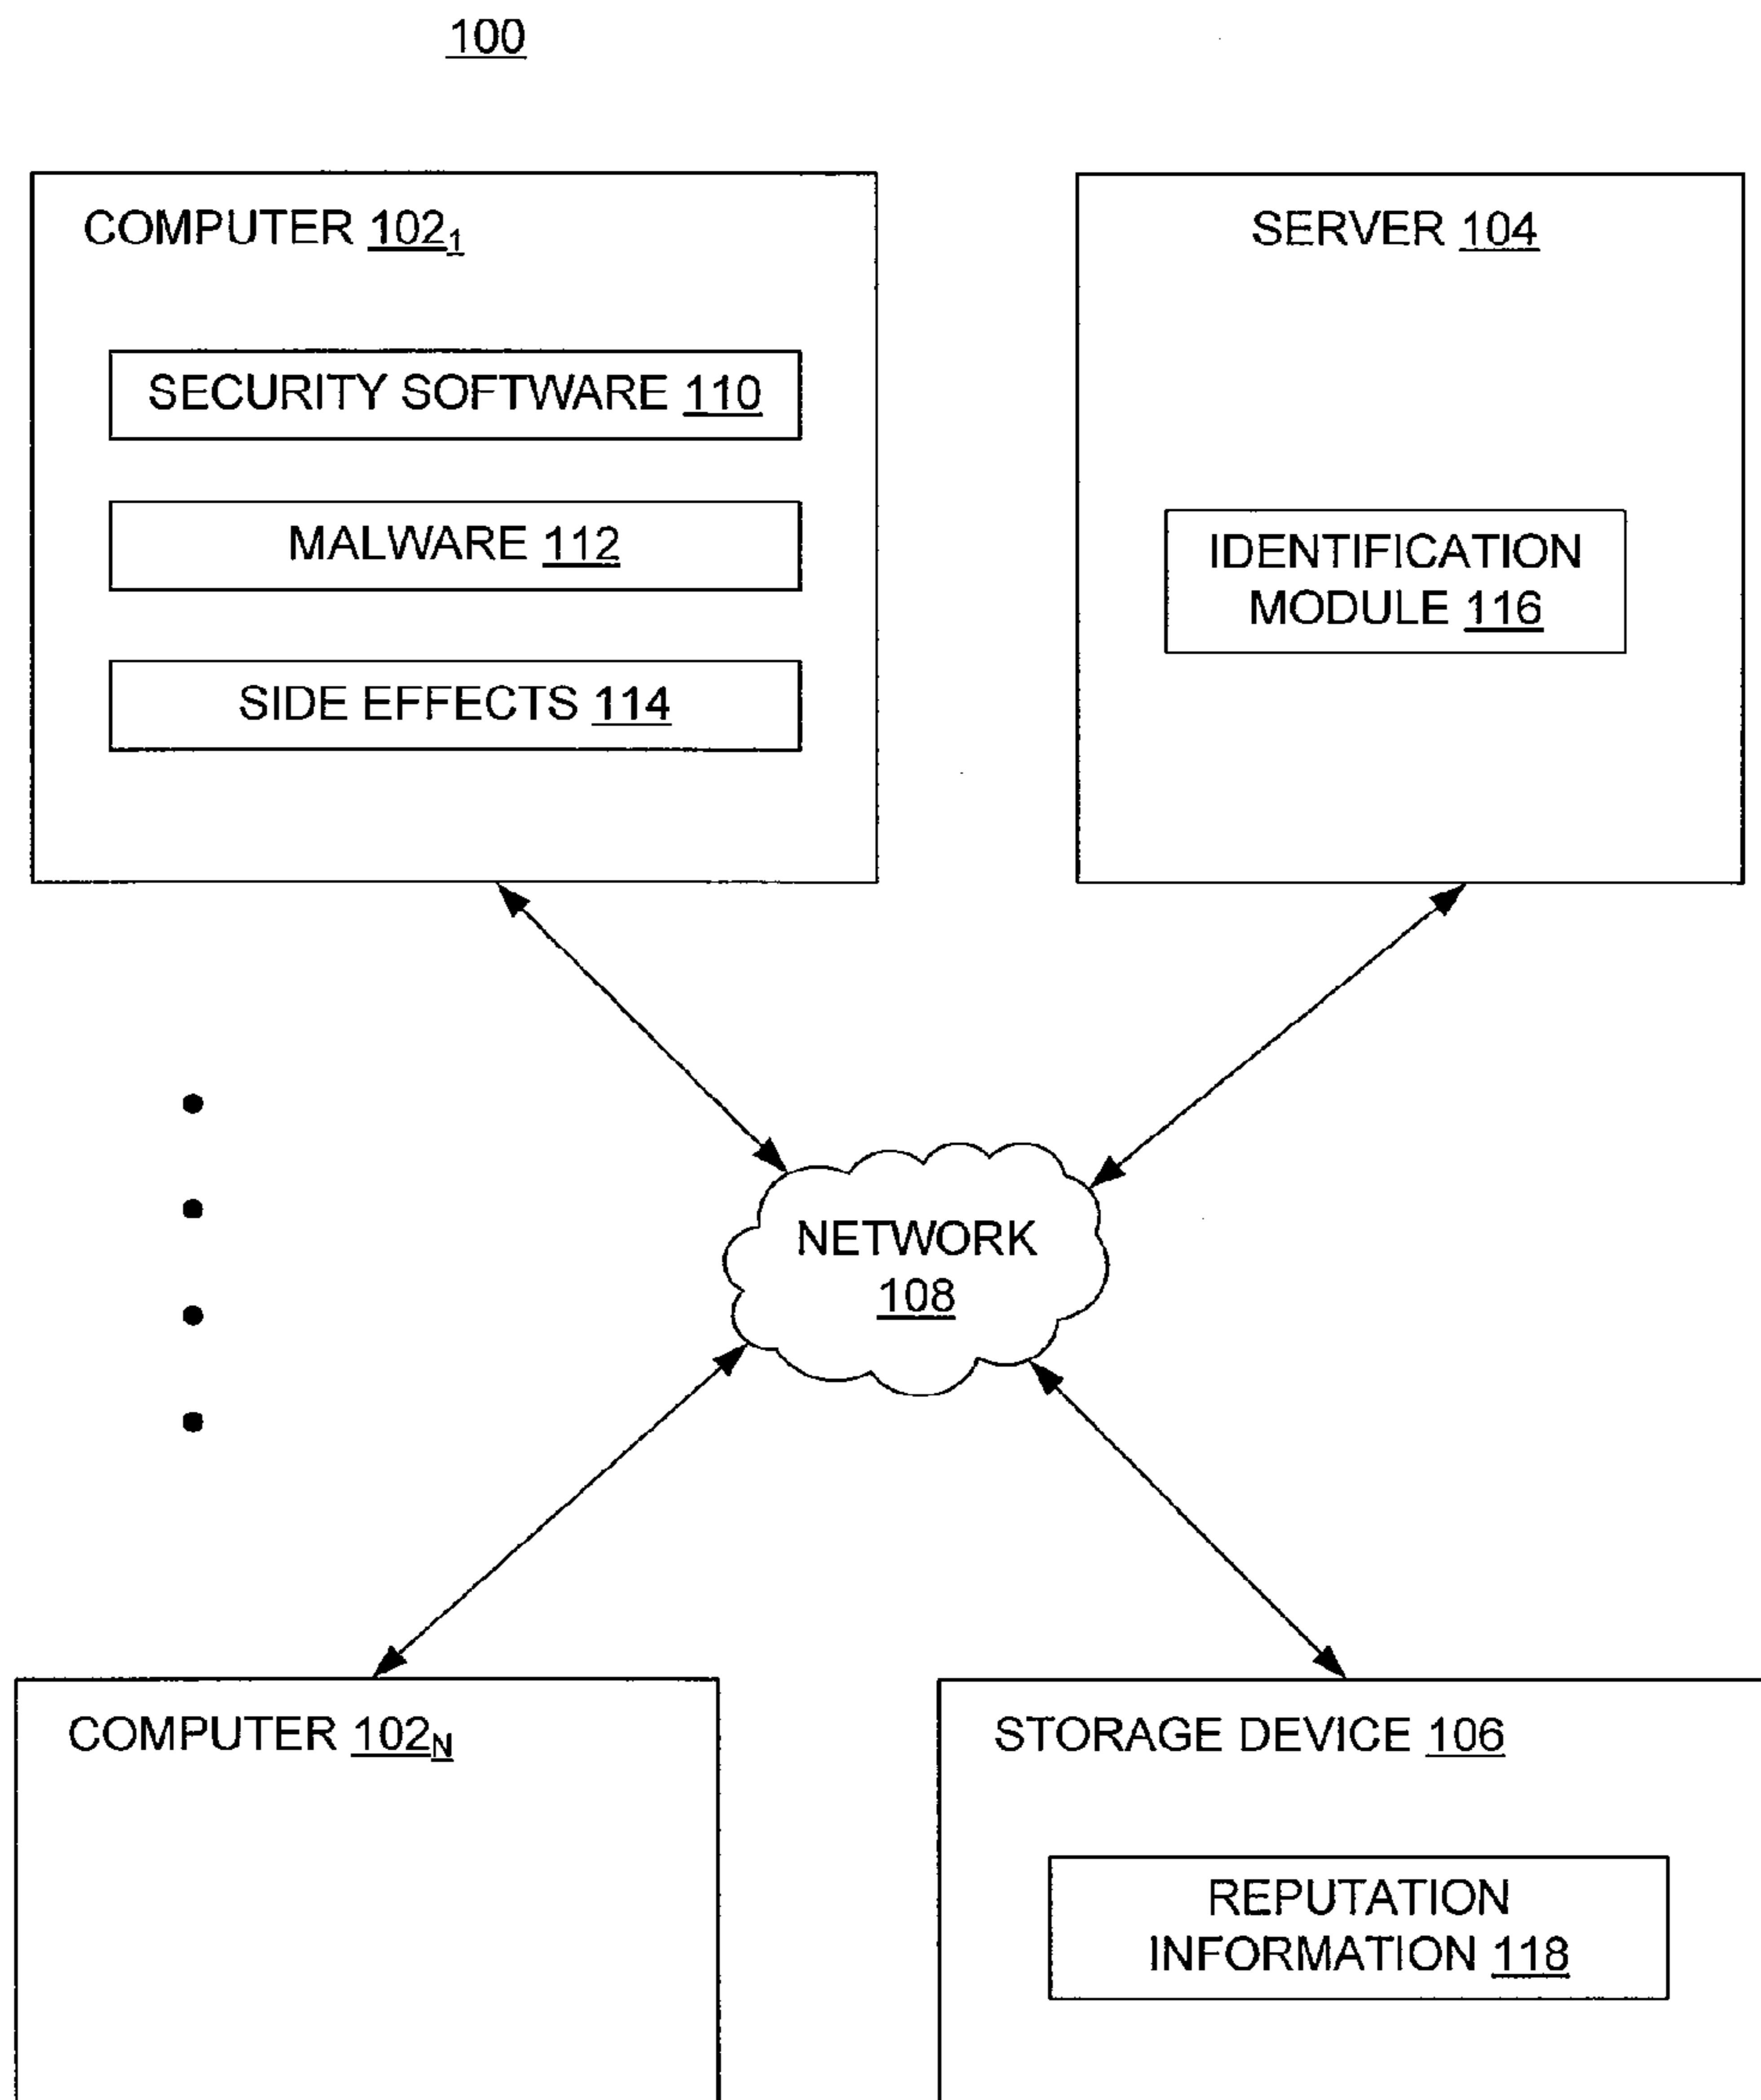 100
COMPUTER 102₁
SECURITY SOFTWARE 110
MALWARE 112
SIDE EFFECTS 114
SERVER 104
IDENTIFICATION
MODULE 116
NETWORK
108
COMPUTER 102N
STORAGE DEVICE 106
REPUTATION
INFORMATION 118